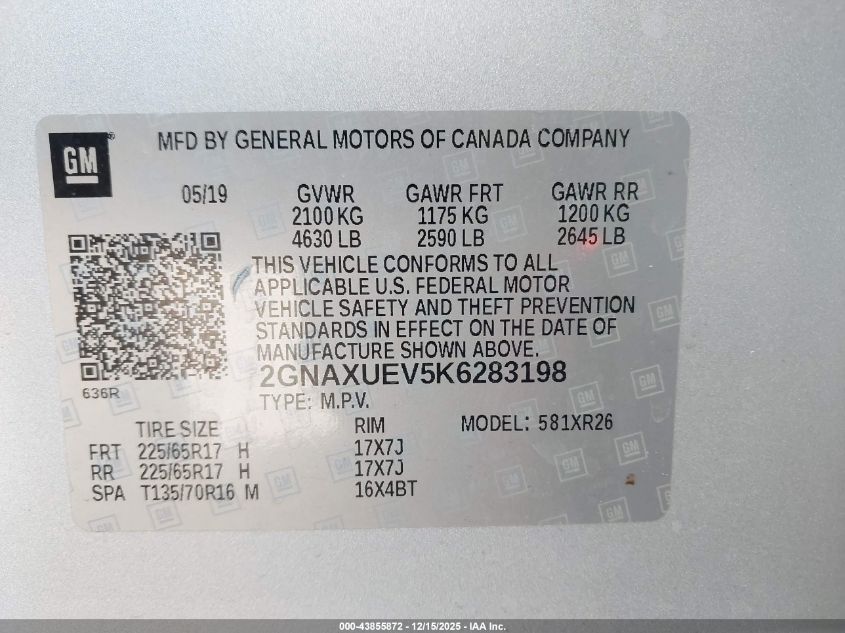 GM
MFD BY GENERAL MOTORS OF CANADA COMPANY
05/19 GVWR GAWR FRT GAWR RR
2100 KG 1175 KG 1200 KG
4630 LB 2590 LB 2645 LB
THIS VEHICLE CONFORMS TO ALL
APPLICABLE U.S. FEDERAL MOTOR
VEHICLE SAFETY AND THEFT PREVENTION
STANDARDS IN EFFECT ON THE DATE OF
MANUFACTURE SHOWN ABOVE.
2GNAXUEV5K6283198
636R
TYPE: M.P.V.
TIRE SIZE RIM MODEL: 581XR26
FRT 225/65R17 H 17X7J
RR 225/65R17 H 17X7J
SPA T135/70R16 M 16X4BT
000-43855872 - 12/15/2025 - IAA Inc.